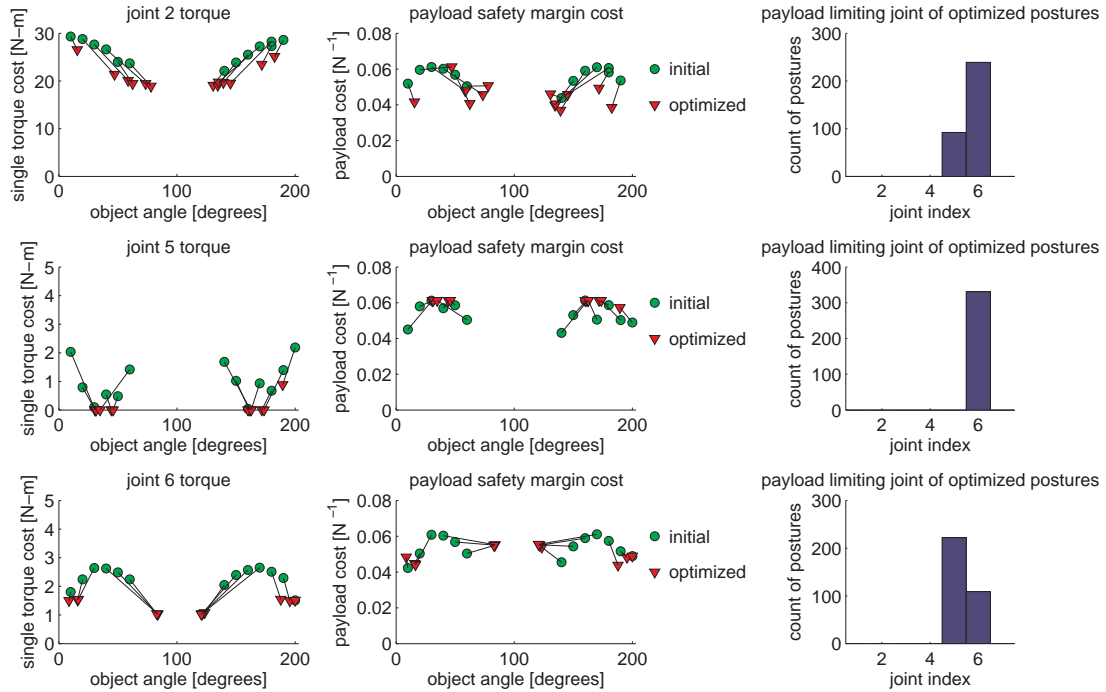 joint 2 torque
single torque cost [N−m]
30
20
10
0
0
100
200
object angle [degrees]
payload safety margin cost
payload cost [N −1]
0.08
0.06
0.04
0.02
0
0
100
200
object angle [degrees]
initial
optimized
payload limiting joint of optimized postures
count of postures
300
200
100
0
2
4
6
joint index
joint 5 torque
single torque cost [N−m]
5
4
3
2
1
0
0
100
200
object angle [degrees]
payload safety margin cost
payload cost [N −1]
0.08
0.06
0.04
0.02
0
0
100
200
object angle [degrees]
initial
optimized
payload limiting joint of optimized postures
count of postures
400
300
200
100
0
2
4
6
joint index
joint 6 torque
single torque cost [N−m]
5
4
3
2
1
0
0
100
200
object angle [degrees]
payload safety margin cost
payload cost [N −1]
0.08
0.06
0.04
0.02
0
0
100
200
object angle [degrees]
initial
optimized
payload limiting joint of optimized postures
count of postures
300
200
100
0
2
4
6
joint index